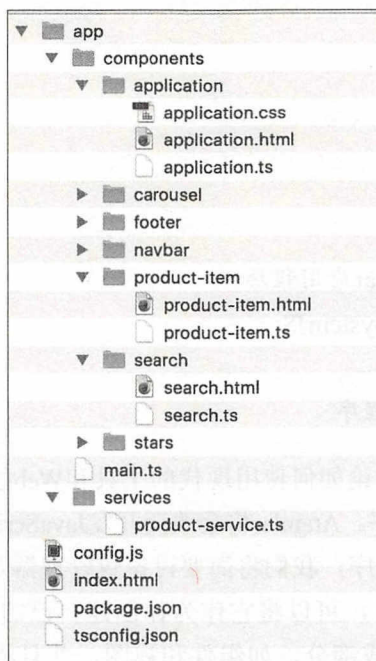 app
components
application
application.css
application.html
application.ts
carousel
footer
navbar
product-item
product-item.html
product-item.ts
search
search.html
search.ts
stars
main.ts
services
product-service.ts
config.js
index.html
package.json
tsconfig.json